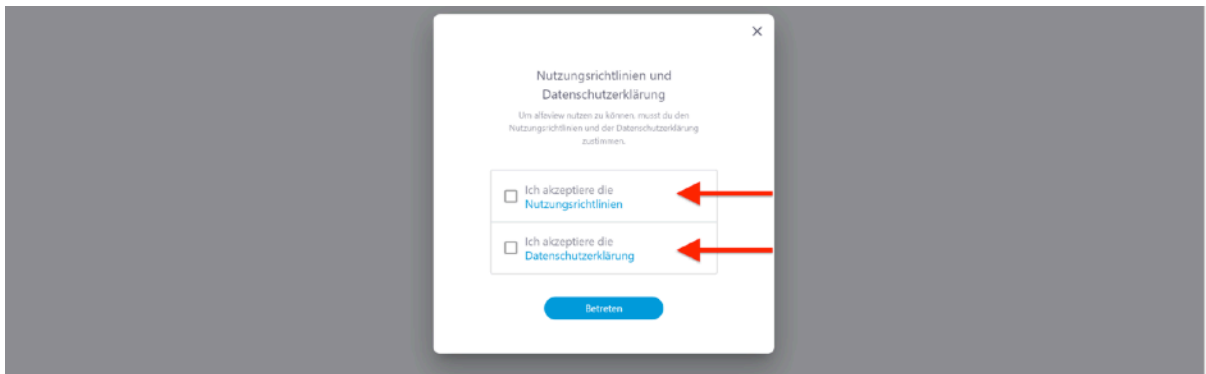 Nutzungsrichtlinien und
Datenschutzerklärung
Um alfaview nutzen zu können, musst du den
Nutzungsrichtlinien und der Datenschutzerklärung
zustimmen.
Ich akzeptiere die
Nutzungsrichtlinien
Ich akzeptiere die
Datenschutzerklärung
Betreten